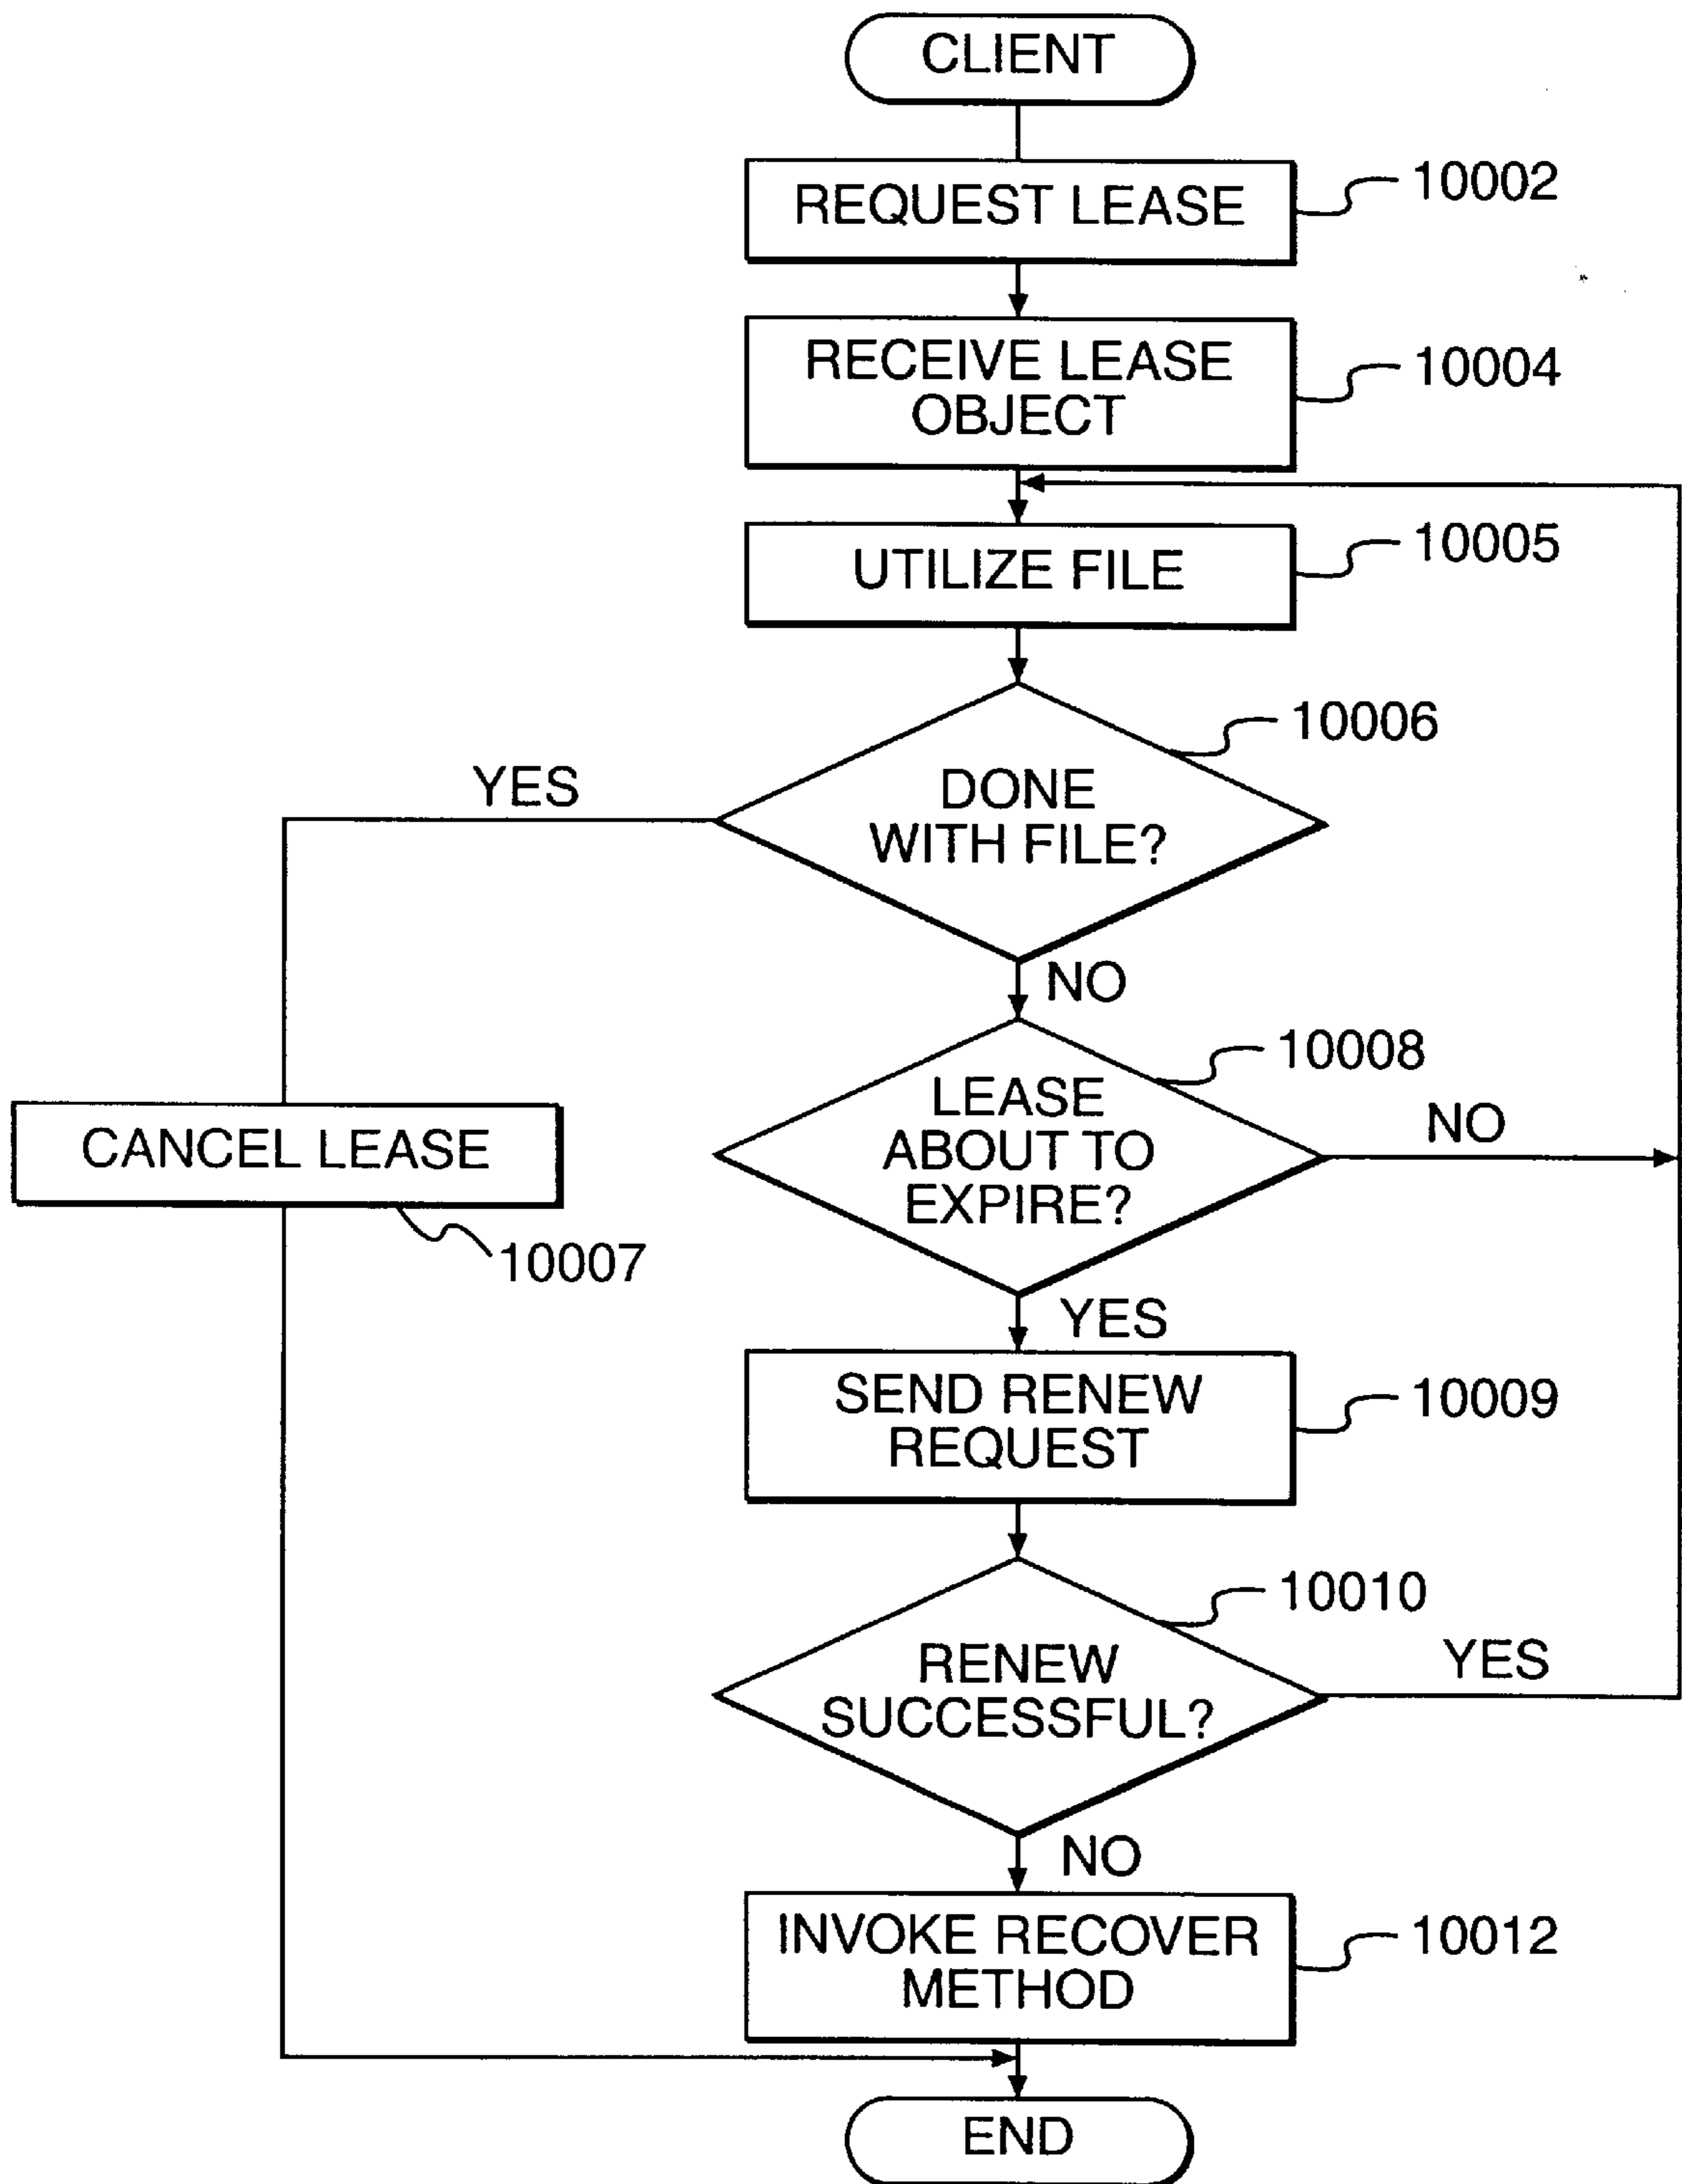 CLIENT
REQUEST LEASE
10002
RECEIVE LEASE
OBJECT
10004
UTILIZE FILE
10005
10006
DONE
WITH FILE?
YES
NO
10008
LEASE
ABOUT TO
EXPIRE?
NO
CANCEL LEASE
10007
YES
SEND RENEW
REQUEST
10009
10010
RENEW
SUCCESSFUL?
YES
NO
INVOKE RECOVER
METHOD
10012
END